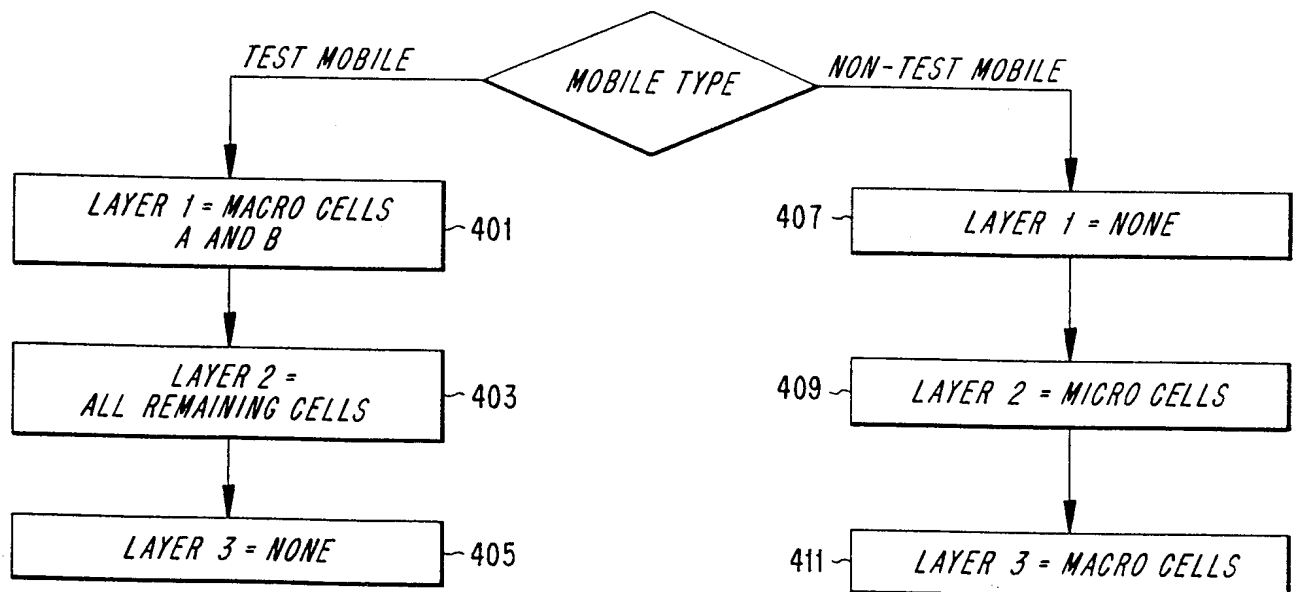 MOBILE TYPE
TEST MOBILE
LAYER 1 = MACRO CELLS
A AND B
401
LAYER 2 =
ALL REMAINING CELLS
403
LAYER 3 = NONE
405
NON-TEST MOBILE
407
LAYER 1 = NONE
409
LAYER 2 = MICRO CELLS
411
LAYER 3 = MACRO CELLS